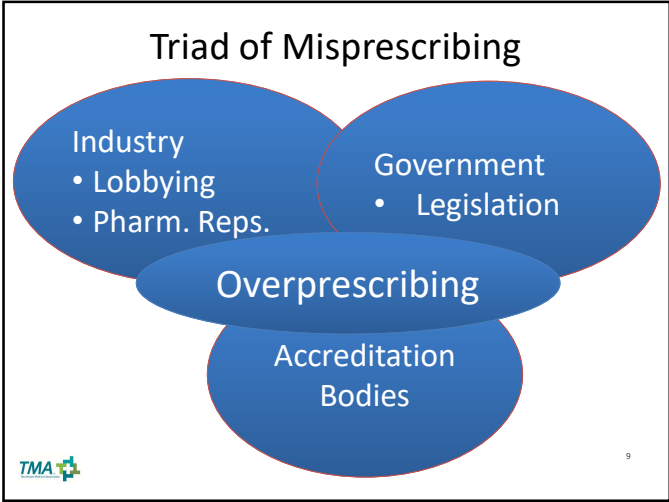 Triad of Misprescribing
Industry
• Lobbying
• Pharm. Reps.
Government
• Legislation
Overprescribing
Accreditation
Bodies
TMA
9